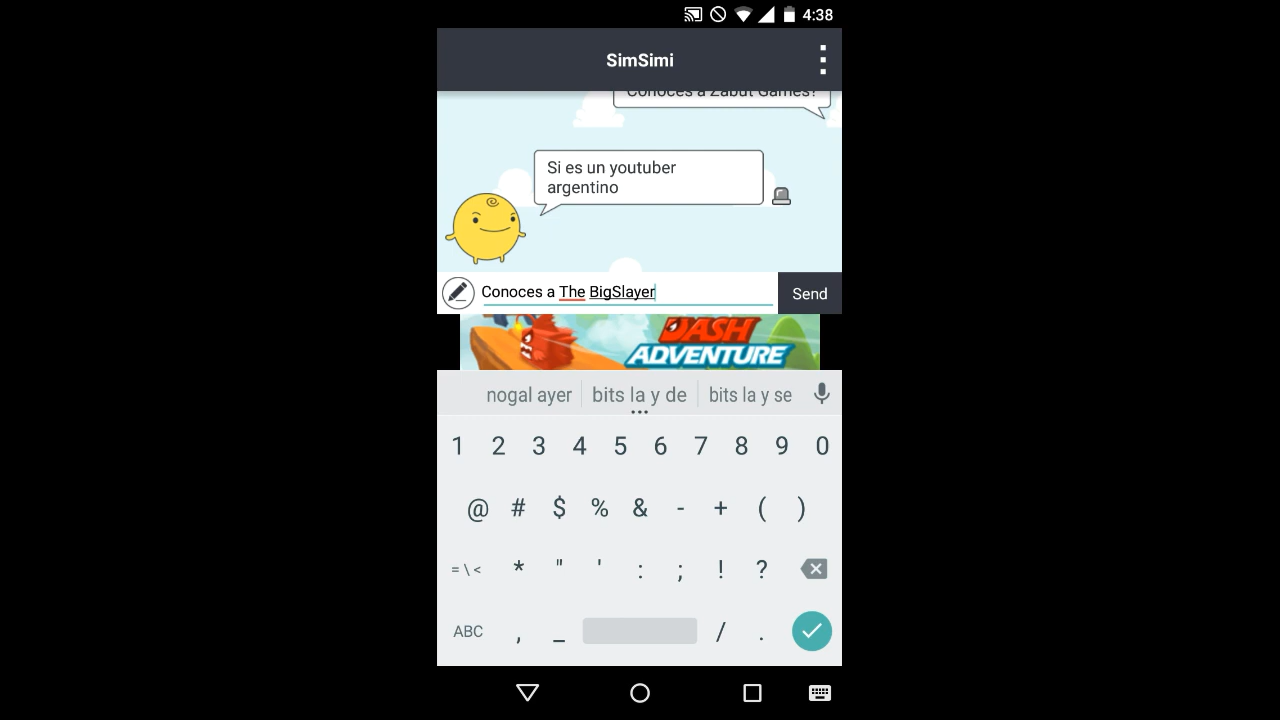 4:38
SimSimi
Conoces a Zabut Games?
Si es un youtuber
argentino
Conoces a The BigSlayer
Send
DASH
ADVENTURE
nogal ayer
bits la y de
bits la y se
1 2 3 4 5 6 7 8 9 0
@ # $ % & - + ( )
= \ < * " ' : ; ! ?
ABC , _ / .